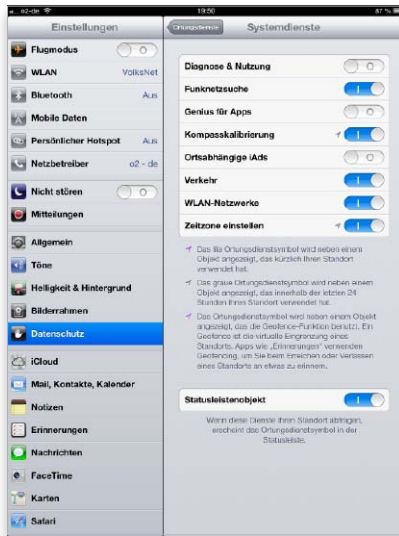 o2-de
19:50
87 %
Einstellungen
Flugmodus
WLAN VolksNet
Bluetooth Aus
Mobile Daten
Persönlicher Hotspot Aus
Netzbetreiber o2 - de
Nicht stören
Mitteilungen
Allgemein
Töne
Helligkeit & Hintergrund
Bilderrahmen
Datenschutz
iCloud
Mail, Kontakte, Kalender
Notizen
Erinnerungen
Nachrichten
FaceTime
Karten
Safari
Ortungsdienste
Systemdienste
Diagnose & Nutzung
Funknetzsuche
Genius für Apps
Kompasskalibrierung
Ortsabhängige iAds
Verkehr
WLAN-Netzwerke
Zeitzone einstellen
Das lila Ortungsdienstsymbol wird neben einem
Objekt angezeigt, das kürzlich Ihren Standort
verwendet hat.
Das graue Ortungsdienstsymbol wird neben einem
Objekt angezeigt, das innerhalb der letzten 24
Stunden Ihren Standort verwendet hat.
Das Ortungsdienstsymbol wird neben einem Objekt
angezeigt, das die Geofence-Funktion benutzt. Ein
Geofence ist die virtuelle Eingrenzung eines
Standorts. Apps wie „Erinnerungen“ verwenden
Geofencing, um Sie beim Erreichen oder Verlassen
eines Standorts an etwas zu erinnern.
Statusleistenobjekt
Wenn diese Dienste Ihren Standort abfragen,
erscheint das Ortungsdienstsymbol in der
Statusleiste.